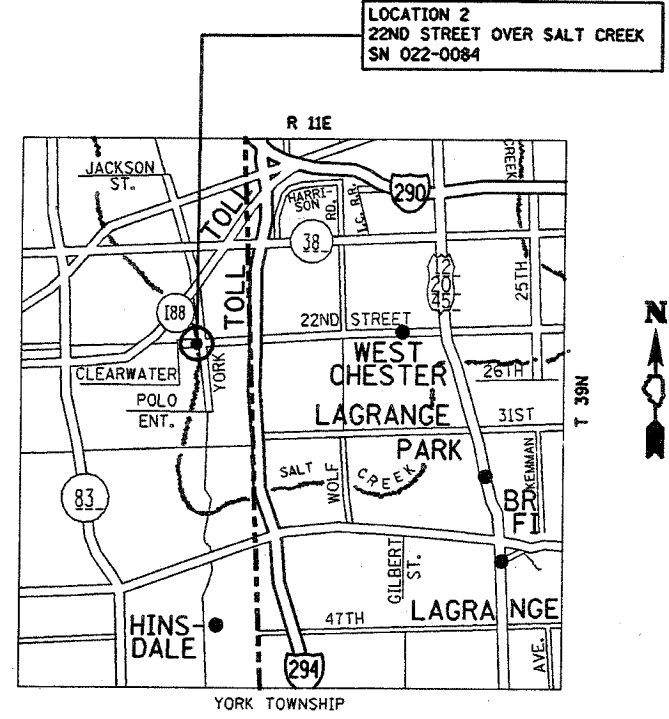 LOCATION 2
22ND STREET OVER SALT CREEK
SN 022-0084
R 11E
JACKSON
ST.
TOLL
HARRI-
SON
RD.
I.C. R.R.
290
CREEK
38
25TH
TOLL
12
20
45
I88
22ND STREET
N
WEST
CHESTER
CLEARWATER
YORK
26TH
POLO
ENT.
LAGRANGE
PARK
31ST
T 39N
SALT
CREEK
WOLF
KEMMAN
83
BR
FI
GILBERT
ST.
LAGRANGE
HINS-
DALE
47TH
AVE.
294
YORK TOWNSHIP